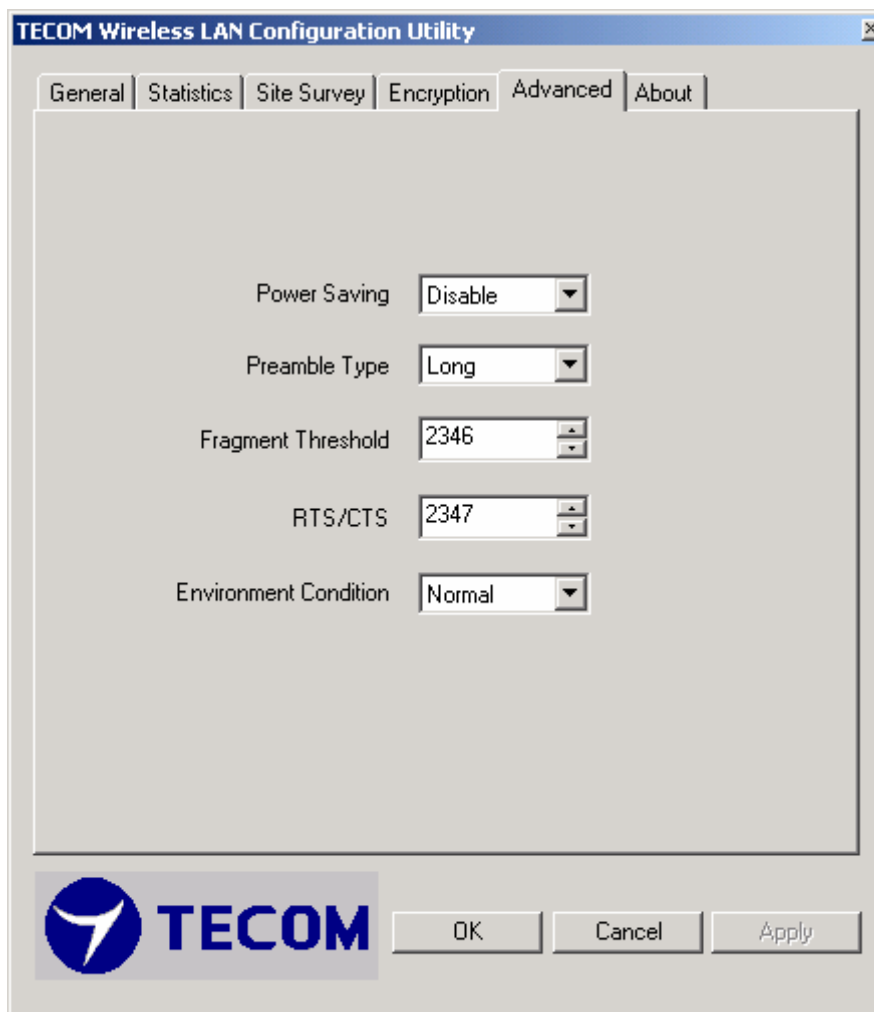 TECOM Wireless LAN Configuration Utility
General Statistics Site Survey Encryption Advanced About
Power Saving Disable
Preamble Type Long
Fragment Threshold 2346
RTS/CTS 2347
Environment Condition Normal
TECOM OK Cancel Apply